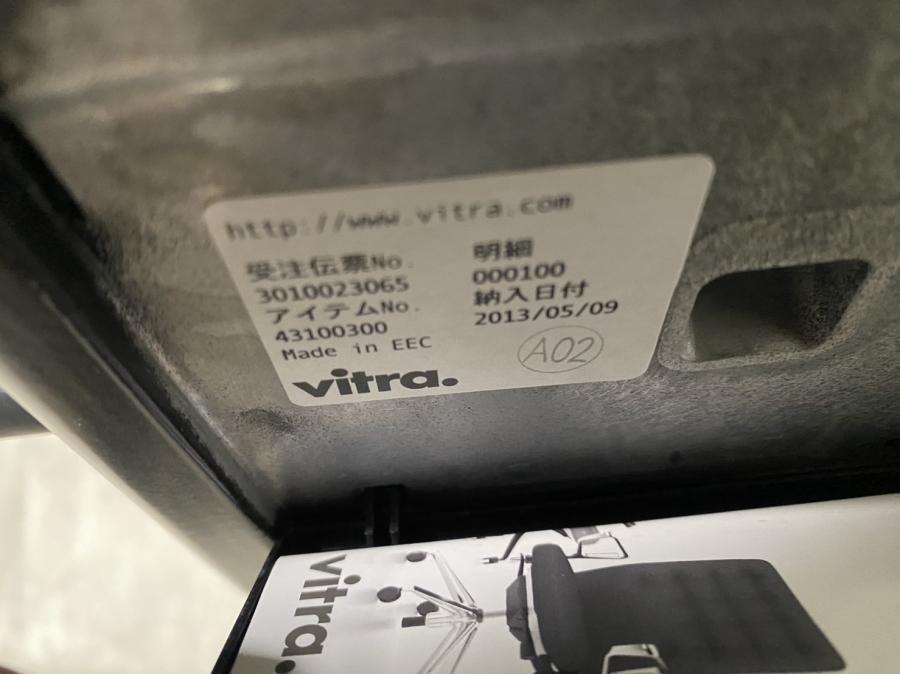 http://www.vitra.com
受注伝票No. 明細
3010023065 000100
アイテムNo. 納入日付
43100300 2013/05/09
Made in EEC A02
vitra.
vitra.